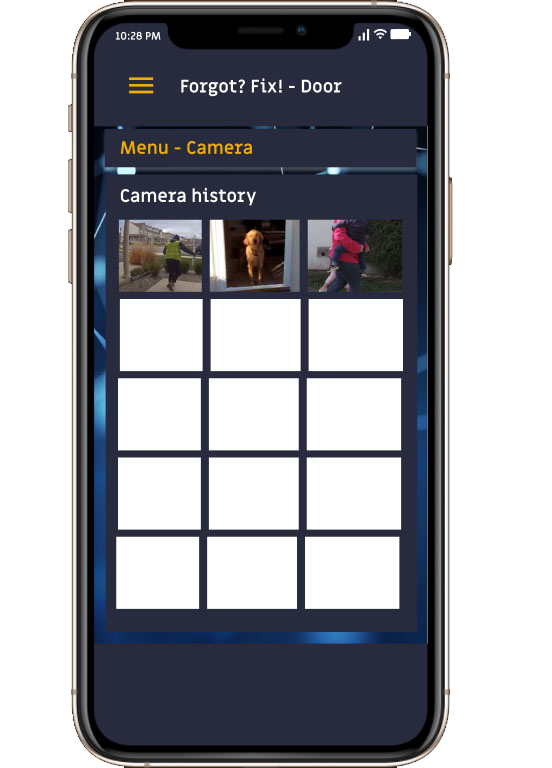 10:28 PM
Forgot? Fix! - Door
Menu - Camera
Camera history